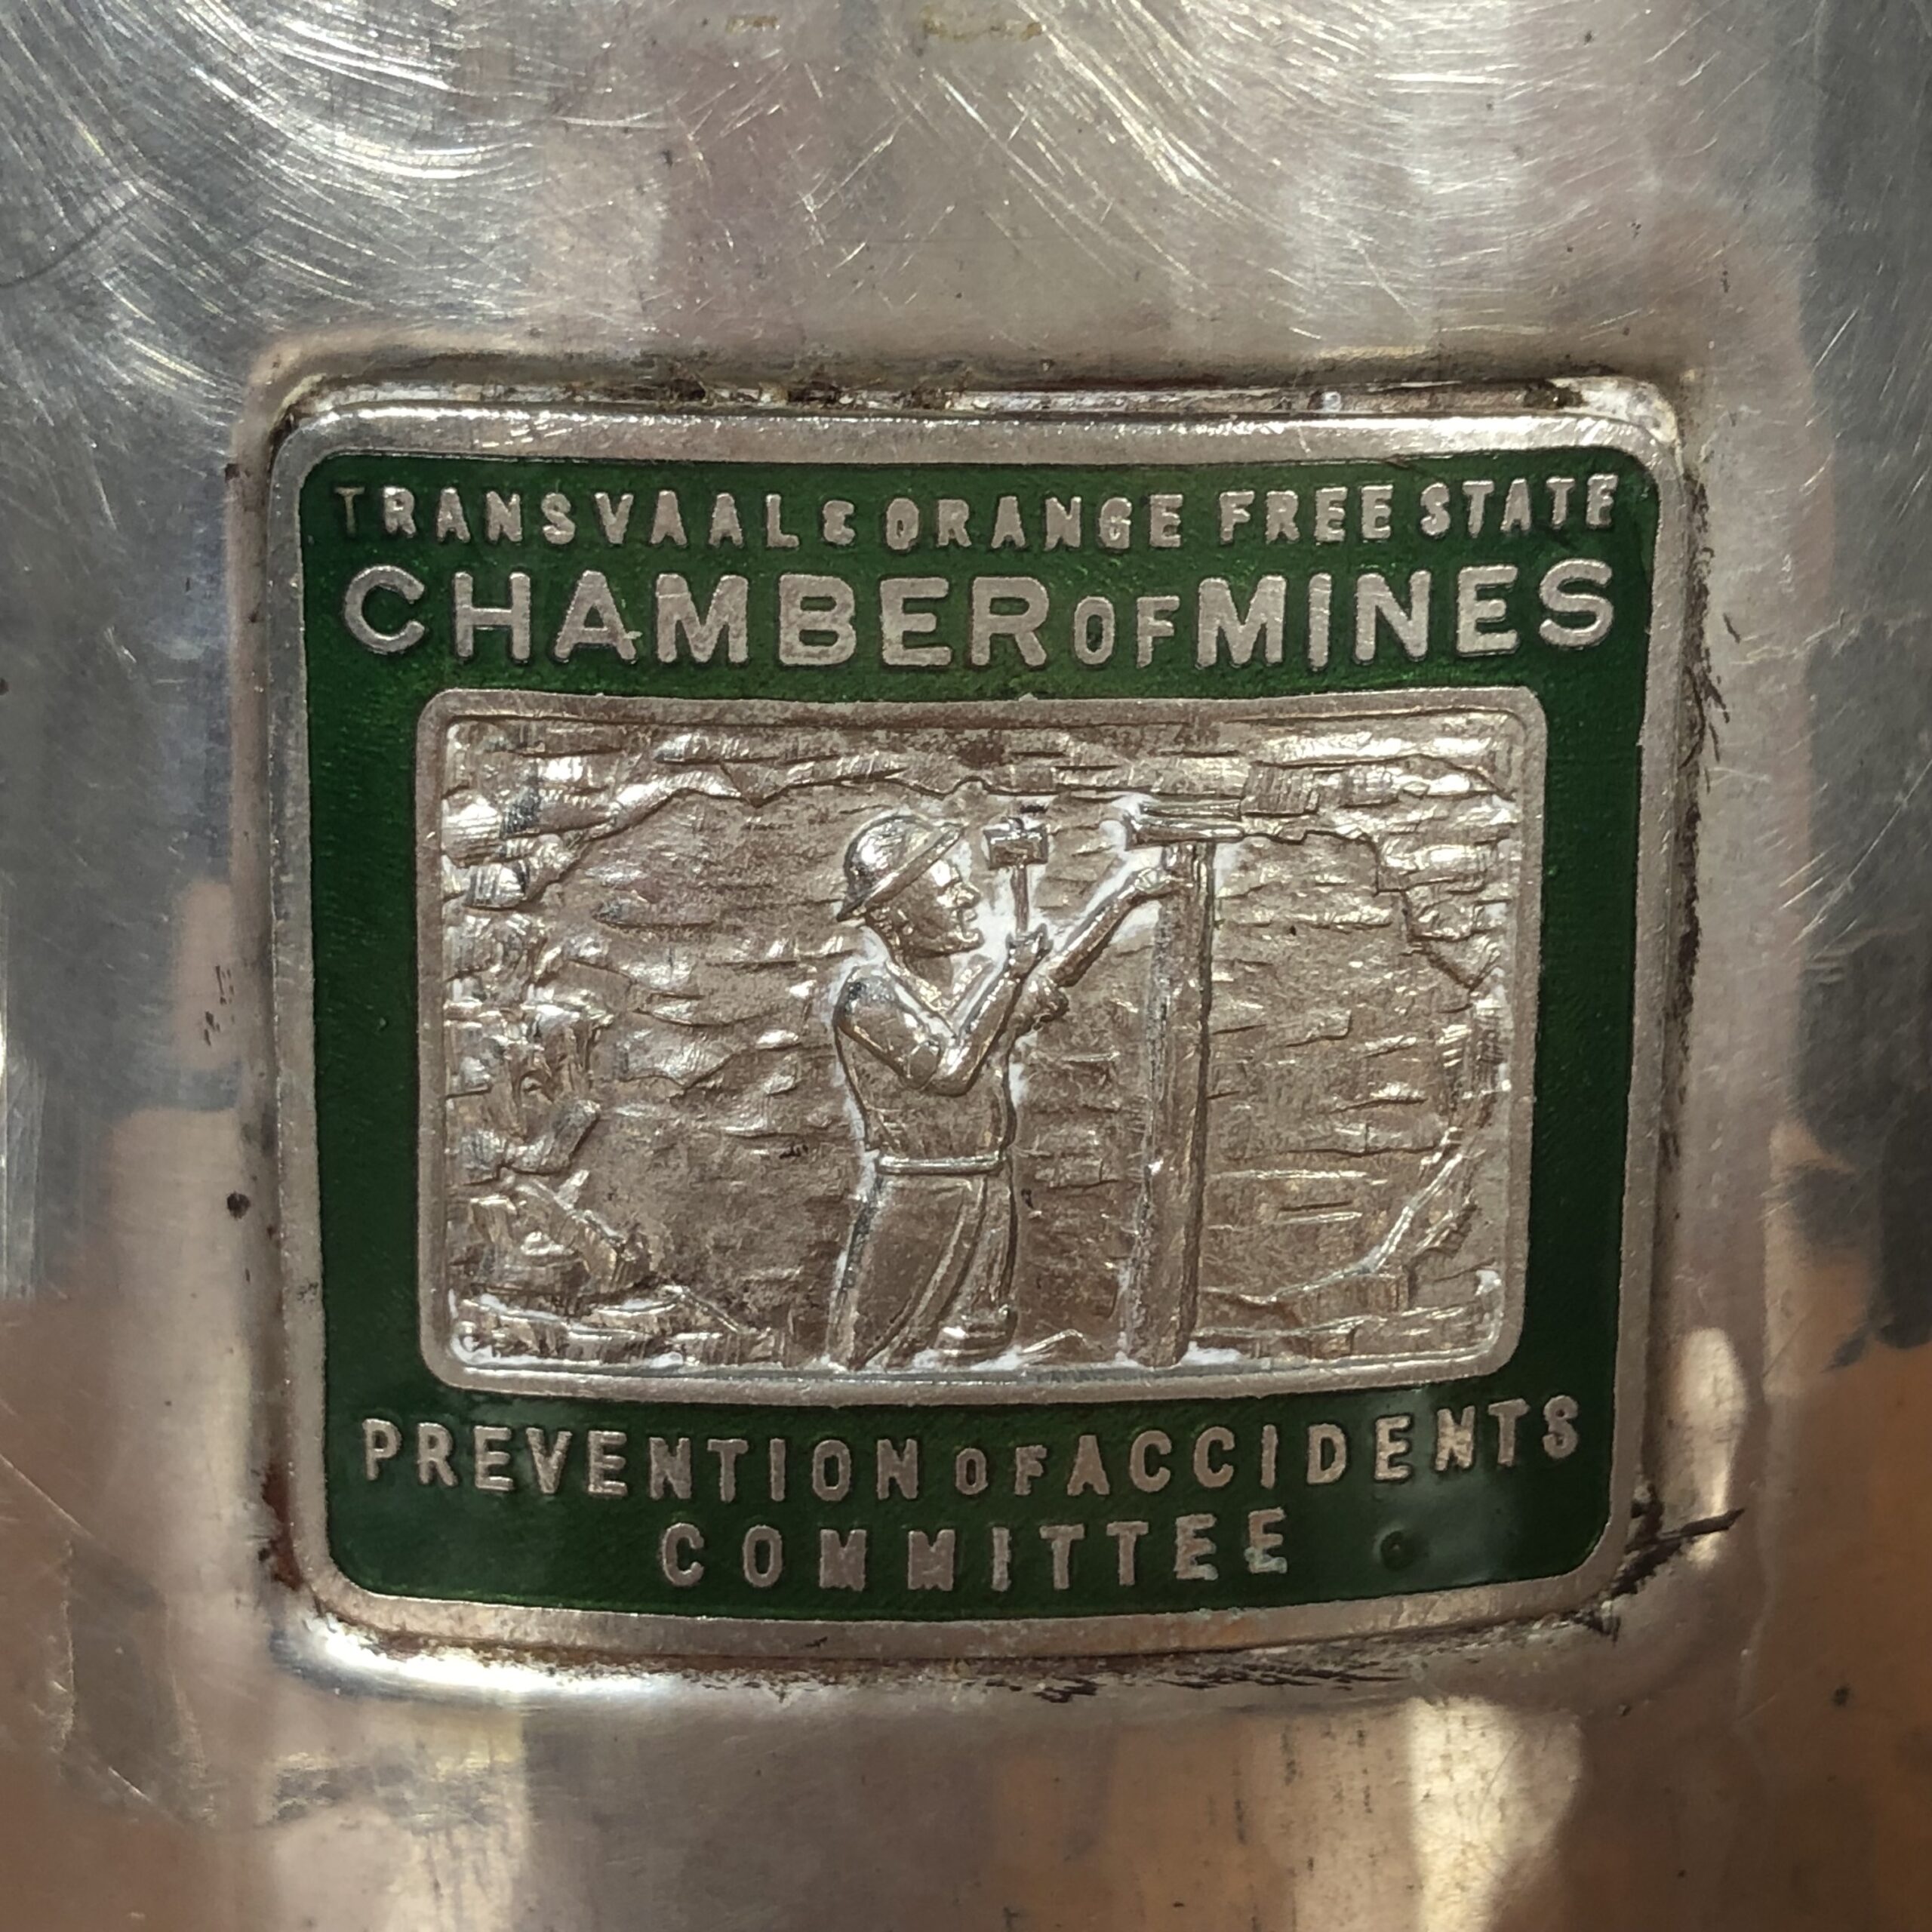 TRANSVAAL & ORANGE FREE STATE
CHAMBER OF MINES
PREVENTION OF ACCIDENTS
COMMITTEE